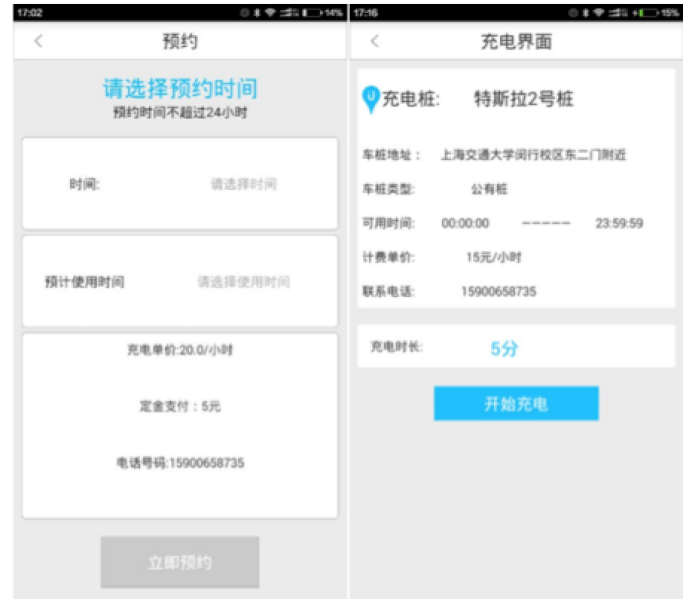 17:02
14%
预约
请选择预约时间
预约时间不超过24小时
时间:
请选择时间
预计使用时间
请选择使用时间
充电单价:20.0/小时
定金支付：5元
电话号码:15900658735
立即预约
17:16
15%
充电界面
充电桩:
特斯拉2号桩
车桩地址：
上海交通大学闵行校区东二门附近
车桩类型:
公有桩
可用时间:
00:00:00 ----- 23:59:59
计费单价:
15元/小时
联系电话:
15900658735
充电时长:
5分
开始充电